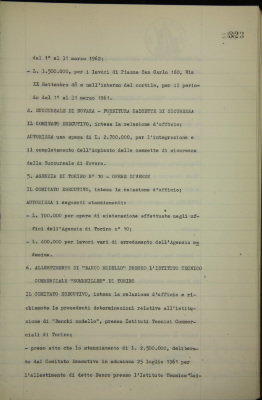 323
dal 1° al 31 marzo 1962;
- L. 1.500.000, per i lavori di Piazza San Carlo 160, Via
XX Settembre 40 e nell'interno del cortile, per il perio-
do dal 1° al 31 marzo 1961.
4. SUCCURSALE DI NOVARA - FORNITURA CASSETTE DI SICUREZZA
IL COMITATO ESECUTIVO, intesa la relazione d'ufficio;
AUTORIZZA una spesa di L. 2.700.000, per l'integrazione e
il completamento dell'impianto delle cassette di sicurezza
della Succursale di Novara.
5. AGENZIA DI TORINO N° 10 - OPERE DIVERSE
IL COMITATO ESECUTIVO, intesa la relazione d'ufficio;
AUTORIZZA i seguenti stanziamenti:
- L. 700.000 per opere di sistemazione effettuate negli uf-
fici dell'Agenzia di Torino n° 10;
- L. 400.000 per lavori vari di arredamento dell'Agenzia me
desima.
6. ALLESTIMENTO DI "BANCO MODELLO" PRESSO L'ISTITUTO TECNICO
COMMERCIALE "SOMMEILLER" DI TORINO
IL COMITATO ESECUTIVO, intesa la relazione d'ufficio e ri-
chiamate le precedenti determinazioni relative all'istitu-
zione di "Banchi modello", presso Istituti Tecnici Commer-
ciali di Torino;
- preso atto che lo stanziamento di L. 2.500.000, delibera-
to dal Comitato Esecutivo in adunanza 25 luglio 1961 per
l'allestimento di detto Banco presso l'Istituto Tecnico